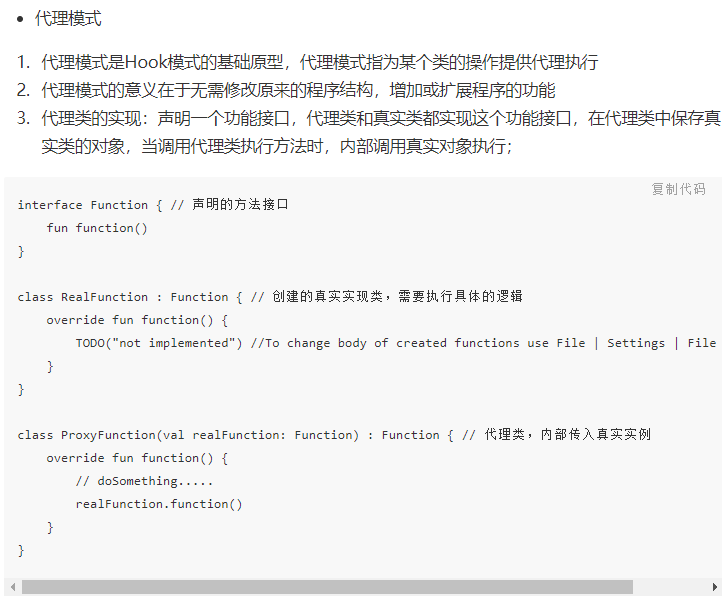 • 代理模式
1. 代理模式是Hook模式的基础原型，代理模式指为某个类的操作提供代理执行
2. 代理模式的意义在于无需修改原来的程序结构，增加或扩展程序的功能
3. 代理类的实现：声明一个功能接口，代理类和真实类都实现这个功能接口，在代理类中保存真
实类的对象，当调用代理类执行方法时，内部调用真实对象执行；
复制代码
interface Function { // 声明的方法接口
    fun function()
}
class RealFunction : Function { // 创建的真实实现类，需要执行具体的逻辑
    override fun function() {
        TODO("not implemented") //To change body of created functions use File | Settings | File
    }
}
class ProxyFunction(val realFunction: Function) : Function { // 代理类，内部传入真实实例
    override fun function() {
        // doSomething.....
        realFunction.function()
    }
}